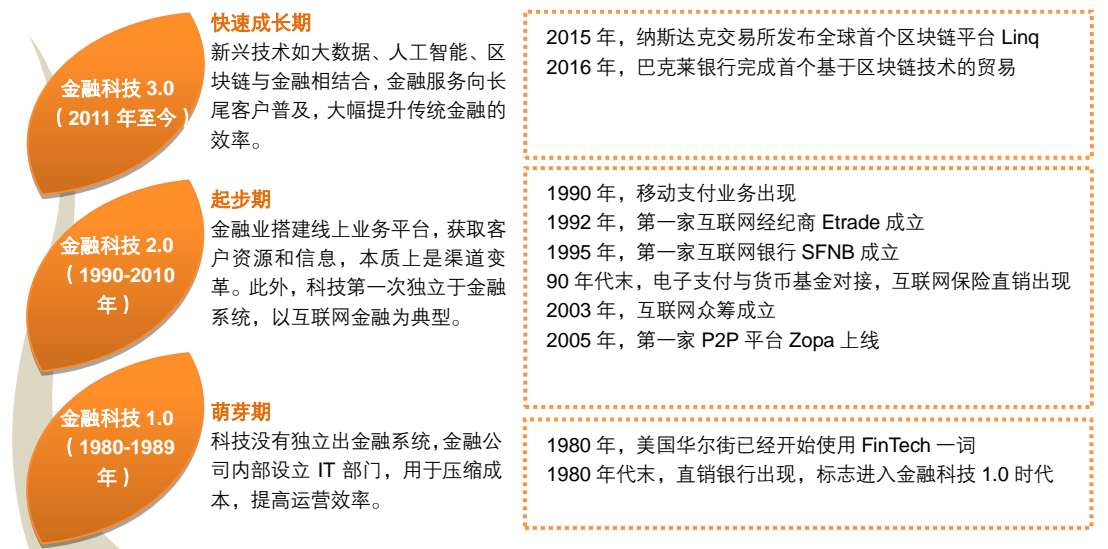 金融科技 3.0
（2011 年至今）
快速成长期
新兴技术如大数据、人工智能、区
块链与金融相结合，金融服务向长
尾客户普及，大幅提升传统金融的
效率。
2015 年，纳斯达克交易所发布全球首个区块链平台 Linq
2016 年，巴克莱银行完成首个基于区块链技术的贸易
金融科技 2.0
（1990-2010
年）
起步期
金融业搭建线上业务平台，获取客
户资源和信息，本质上是渠道变
革。此外，科技第一次独立于金融
系统，以互联网金融为典型。
1990 年，移动支付业务出现
1992 年，第一家互联网经纪商 Etrade 成立
1995 年，第一家互联网银行 SFNB 成立
90 年代末，电子支付与货币基金对接，互联网保险直销出现
2003 年，互联网众筹成立
2005 年，第一家 P2P 平台 Zopa 上线
金融科技 1.0
（1980-1989
年）
萌芽期
科技没有独立出金融系统，金融公
司内部设立 IT 部门，用于压缩成
本，提高运营效率。
1980 年，美国华尔街已经开始使用 FinTech 一词
1980 年代末，直销银行出现，标志进入金融科技 1.0 时代